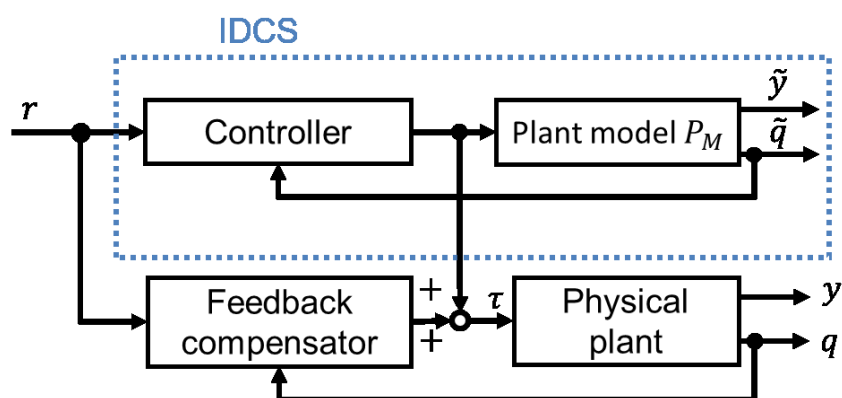 IDCS
r
Controller
Plant model P_M
ỹ
q̃
Feedback
compensator
+
+
τ
Physical
plant
y
q